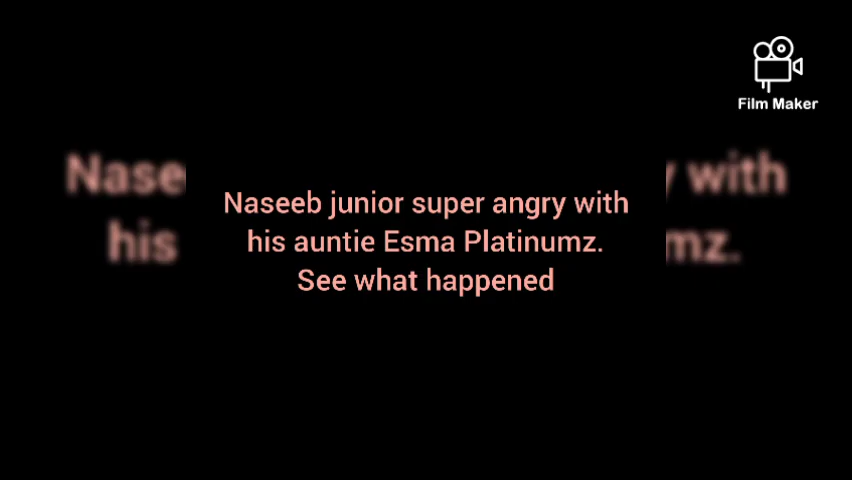 Film Maker
Naseeb junior super angry with
his auntie Esma Platinumz.
See what happened